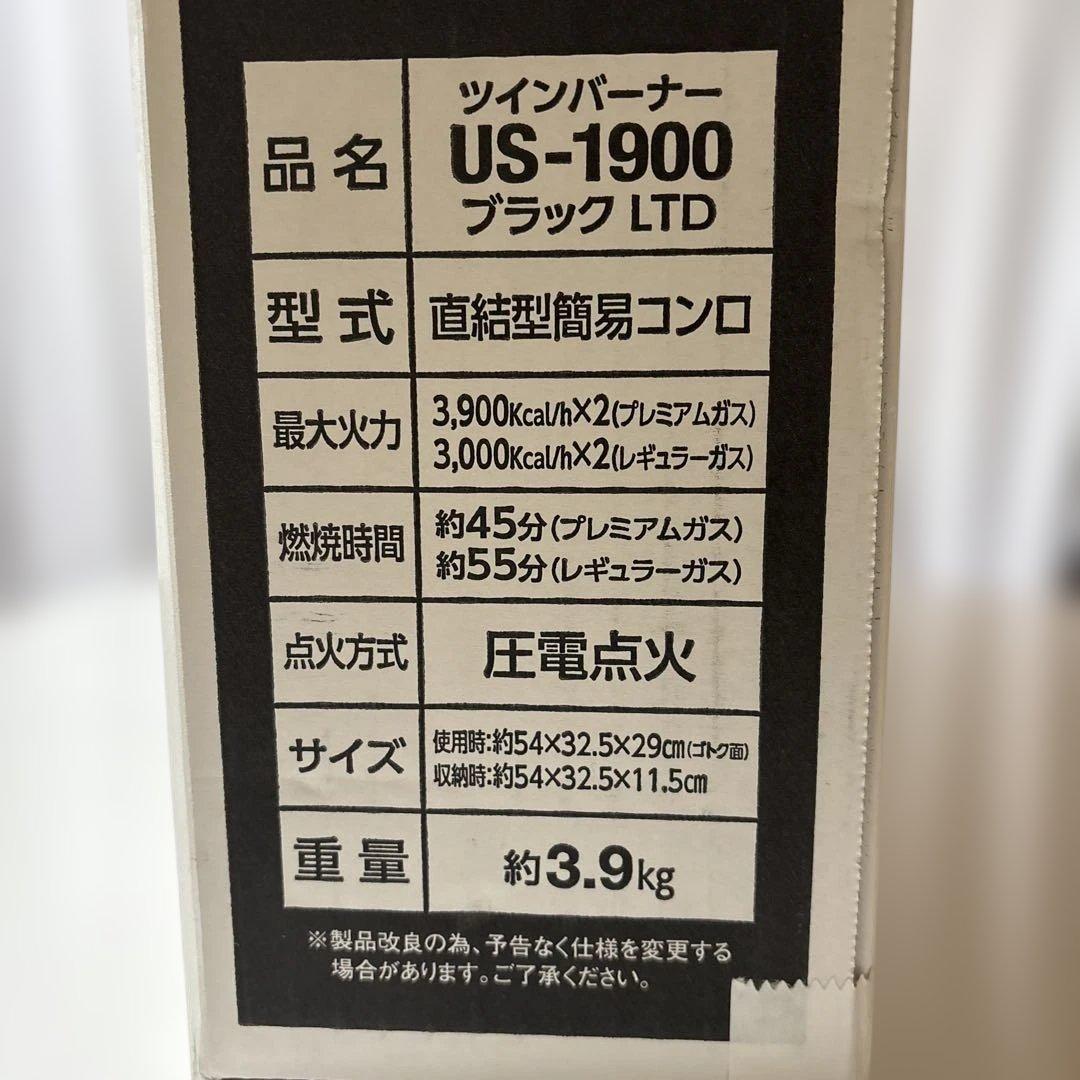 品名
ツインバーナー
US-1900
ブラック LTD
型式
直結型簡易コンロ
最大火力
3,900Kcal/h×2(プレミアムガス)
3,000Kcal/h×2(レギュラーガス)
燃焼時間
約45分(プレミアムガス)
約55分(レギュラーガス)
点火方式
圧電点火
サイズ
使用時:約54×32.5×29cm(ゴトク面)
収納時:約54×32.5×11.5cm
重量
約3.9kg
※製品改良の為、予告なく仕様を変更する
場合があります。ご了承ください。